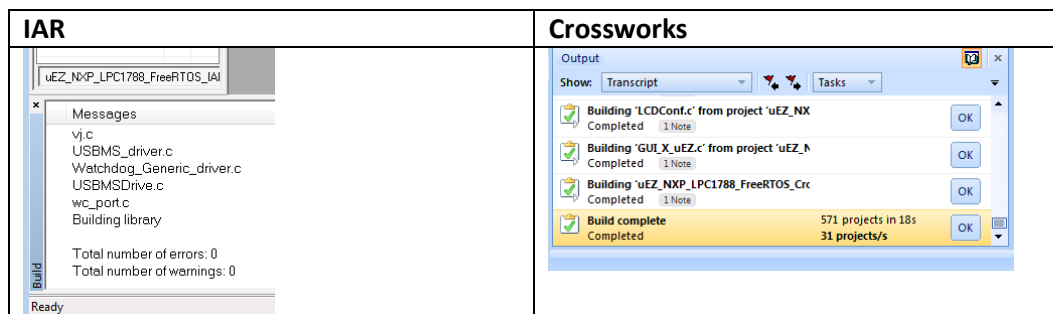 IAR
uEZ_NXP_LPC1788_FreeRTOS_IAI
Messages
vj.c
USBMS_driver.c
Watchdog_Generic_driver.c
USBMSDrive.c
wc_port.c
Building library
Total number of errors: 0
Total number of warnings: 0
Build
Ready
Crossworks
Output
Show: Transcript Tasks
Building 'LCDConf.c' from project 'uEZ_NX
Completed 1 Note
OK
Building 'GUI_X_uEZ.c' from project 'uEZ_N
Completed 1 Note
OK
Building 'uEZ_NXP_LPC1788_FreeRTOS_Crc
Completed 1 Note
OK
Build complete 571 projects in 18s
Completed 31 projects/s
OK